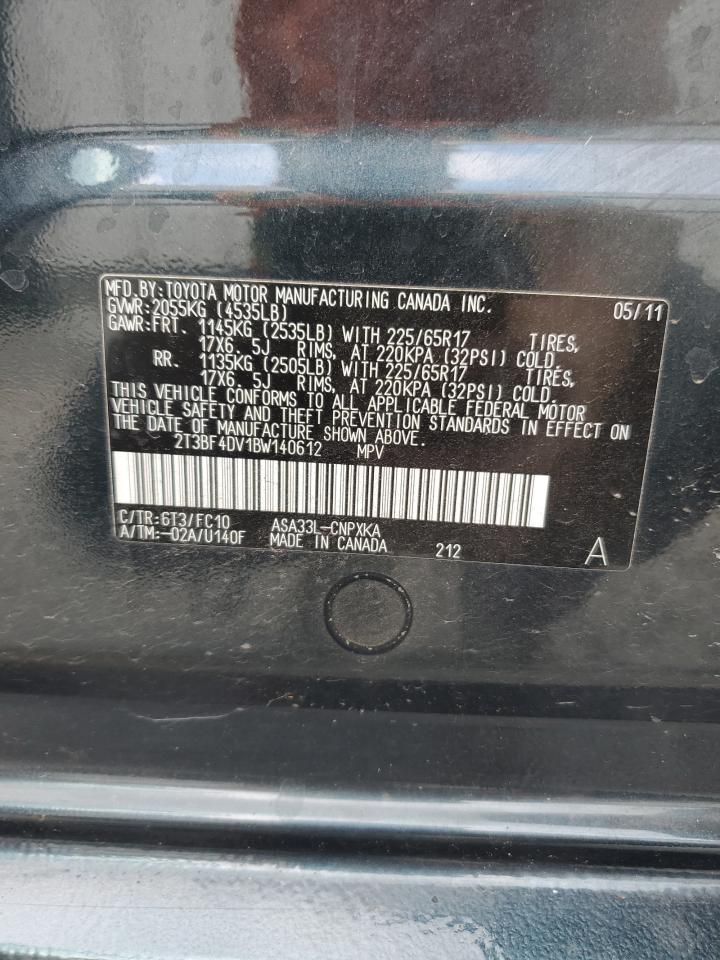 MFD. BY: TOYOTA MOTOR MANUFACTURING CANADA INC. 05/11
GVWR: 2055KG (4535LB)
GAWR: FRT. 1145KG (2535LB) WITH 225/65R17 TIRES,
17X6. 5J RIMS, AT 220KPA (32PSI) COLD.
RR. 1135KG (2505LB) WITH 225/65R17 TIRES,
17X6. 5J RIMS, AT 220KPA (32PSI) COLD.
THIS VEHICLE CONFORMS TO ALL APPLICABLE FEDERAL MOTOR
VEHICLE SAFETY AND THEFT PREVENTION STANDARDS IN EFFECT ON
THE DATE OF MANUFACTURE SHOWN ABOVE.
2T3BF4DV1BW140612 MPV
C/TR: 6T3/FC10 ASA33L-CNPXKA
A/TM: -02A/U140F MADE IN CANADA 212 A